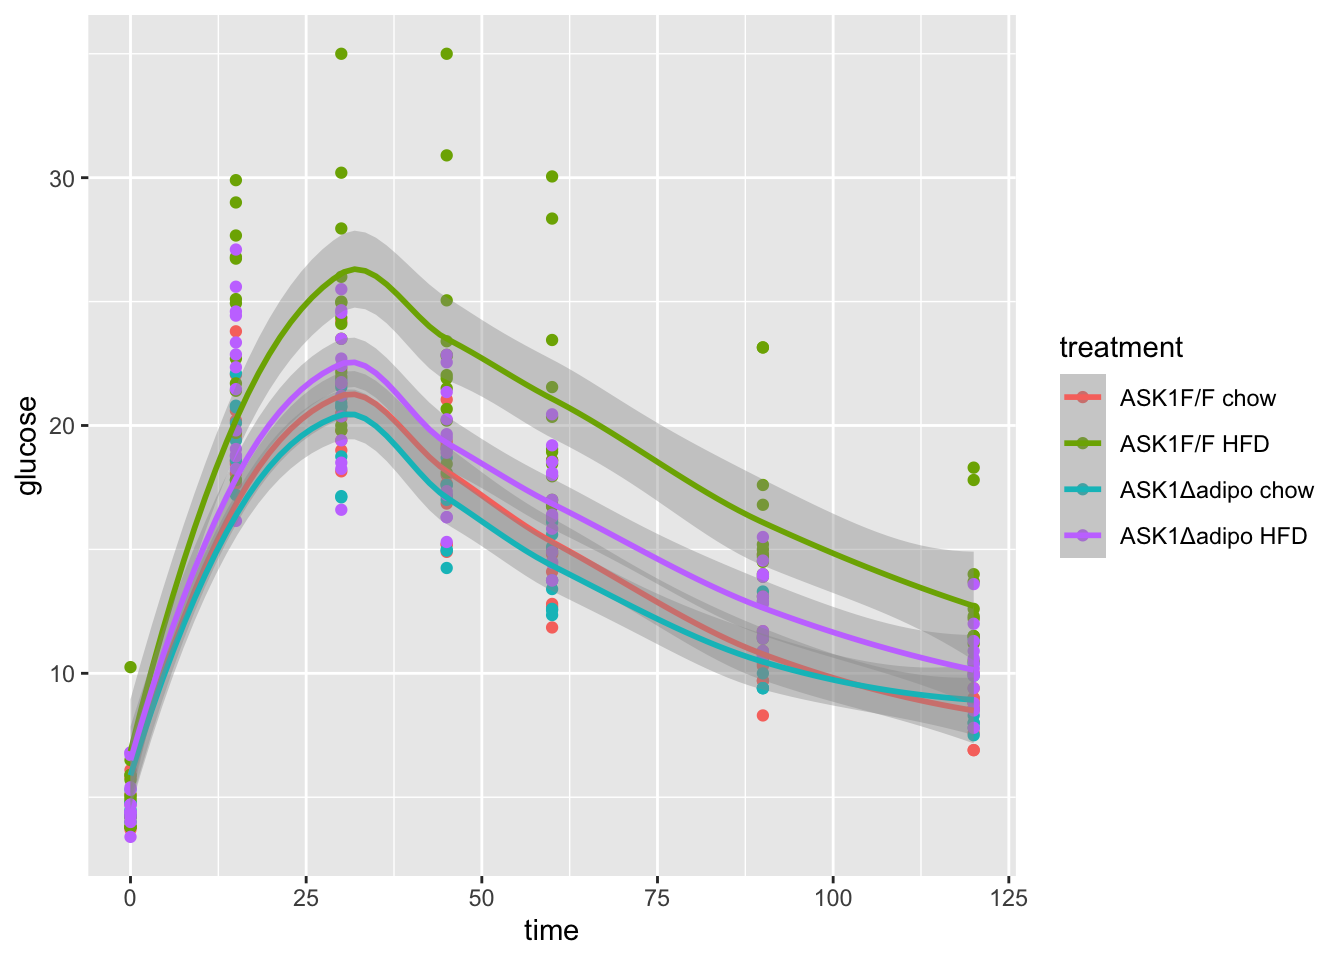 30
20
10
glucose
0 25 50 75 100 125
time
treatment
ASK1F/F chow
ASK1F/F HFD
ASK1Δadipo chow
ASK1Δadipo HFD